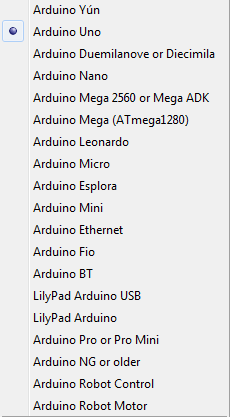 Arduino Yún
Arduino Uno
Arduino Duemilanove or Diecimila
Arduino Nano
Arduino Mega 2560 or Mega ADK
Arduino Mega (ATmega1280)
Arduino Leonardo
Arduino Micro
Arduino Esplora
Arduino Mini
Arduino Ethernet
Arduino Fio
Arduino BT
LilyPad Arduino USB
LilyPad Arduino
Arduino Pro or Pro Mini
Arduino NG or older
Arduino Robot Control
Arduino Robot Motor